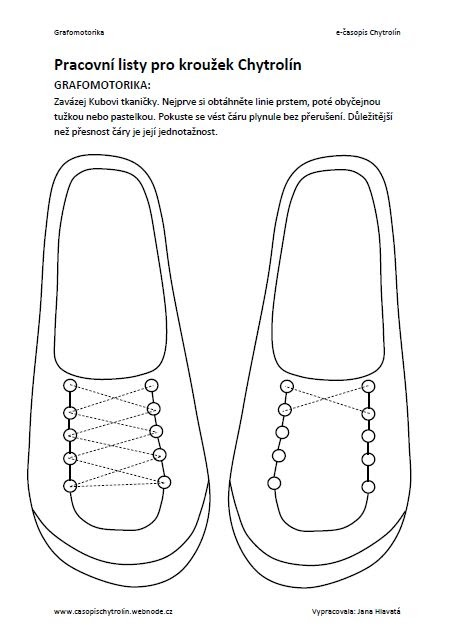 Grafomotorika
e-časopis Chytrolín
Pracovní listy pro kroužek Chytrolín
GRAFOMOTORIKA:
Zavázej Kubovi tkaničky. Nejprve si obtáhněte linie prstem, poté obyčejnou
tužkou nebo pastelkou. Pokuste se vést čáru plynule bez přerušení. Důležitější
než přesnost čáry je její jednotažnost.
www.casopischytrolin.webnode.cz
Vypracovala: Jana Hlavatá